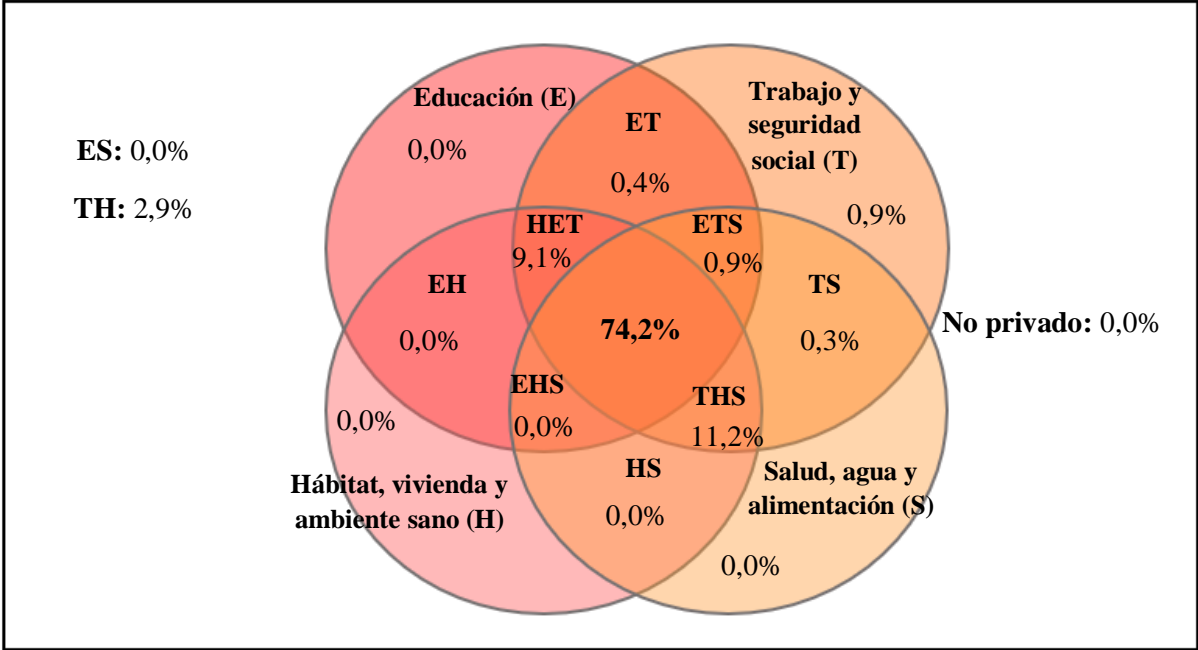 Educación (E)
0,0%
ET
0,4%
Trabajo y
seguridad
social (T)
0,9%
ES: 0,0%
TH: 2,9%
HET
9,1%
ETS
0,9%
EH
0,0%
TS
0,3%
74,2%
No privado: 0,0%
EHS
0,0%
THS
11,2%
0,0%
Hábitat, vivienda y
ambiente sano (H)
HS
0,0%
Salud, agua y
alimentación (S)
0,0%